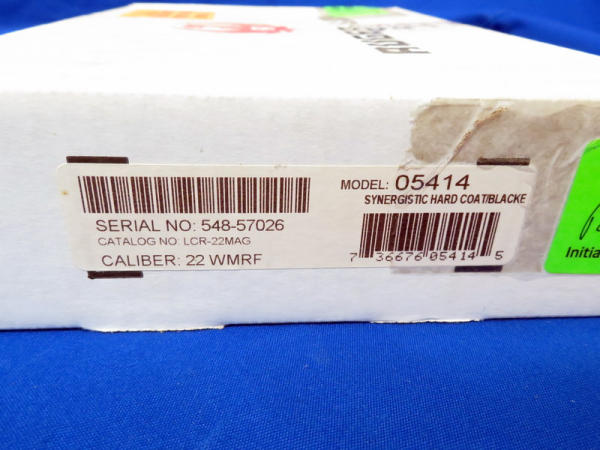 RUGER
SERIAL NO: 548-57026
CATALOG NO: LCR-22MAG
CALIBER: 22 WMRF
MODEL: 05414
SYNERGISTIC HARD COAT/BLACKE
7 36676 05414 5
Initia